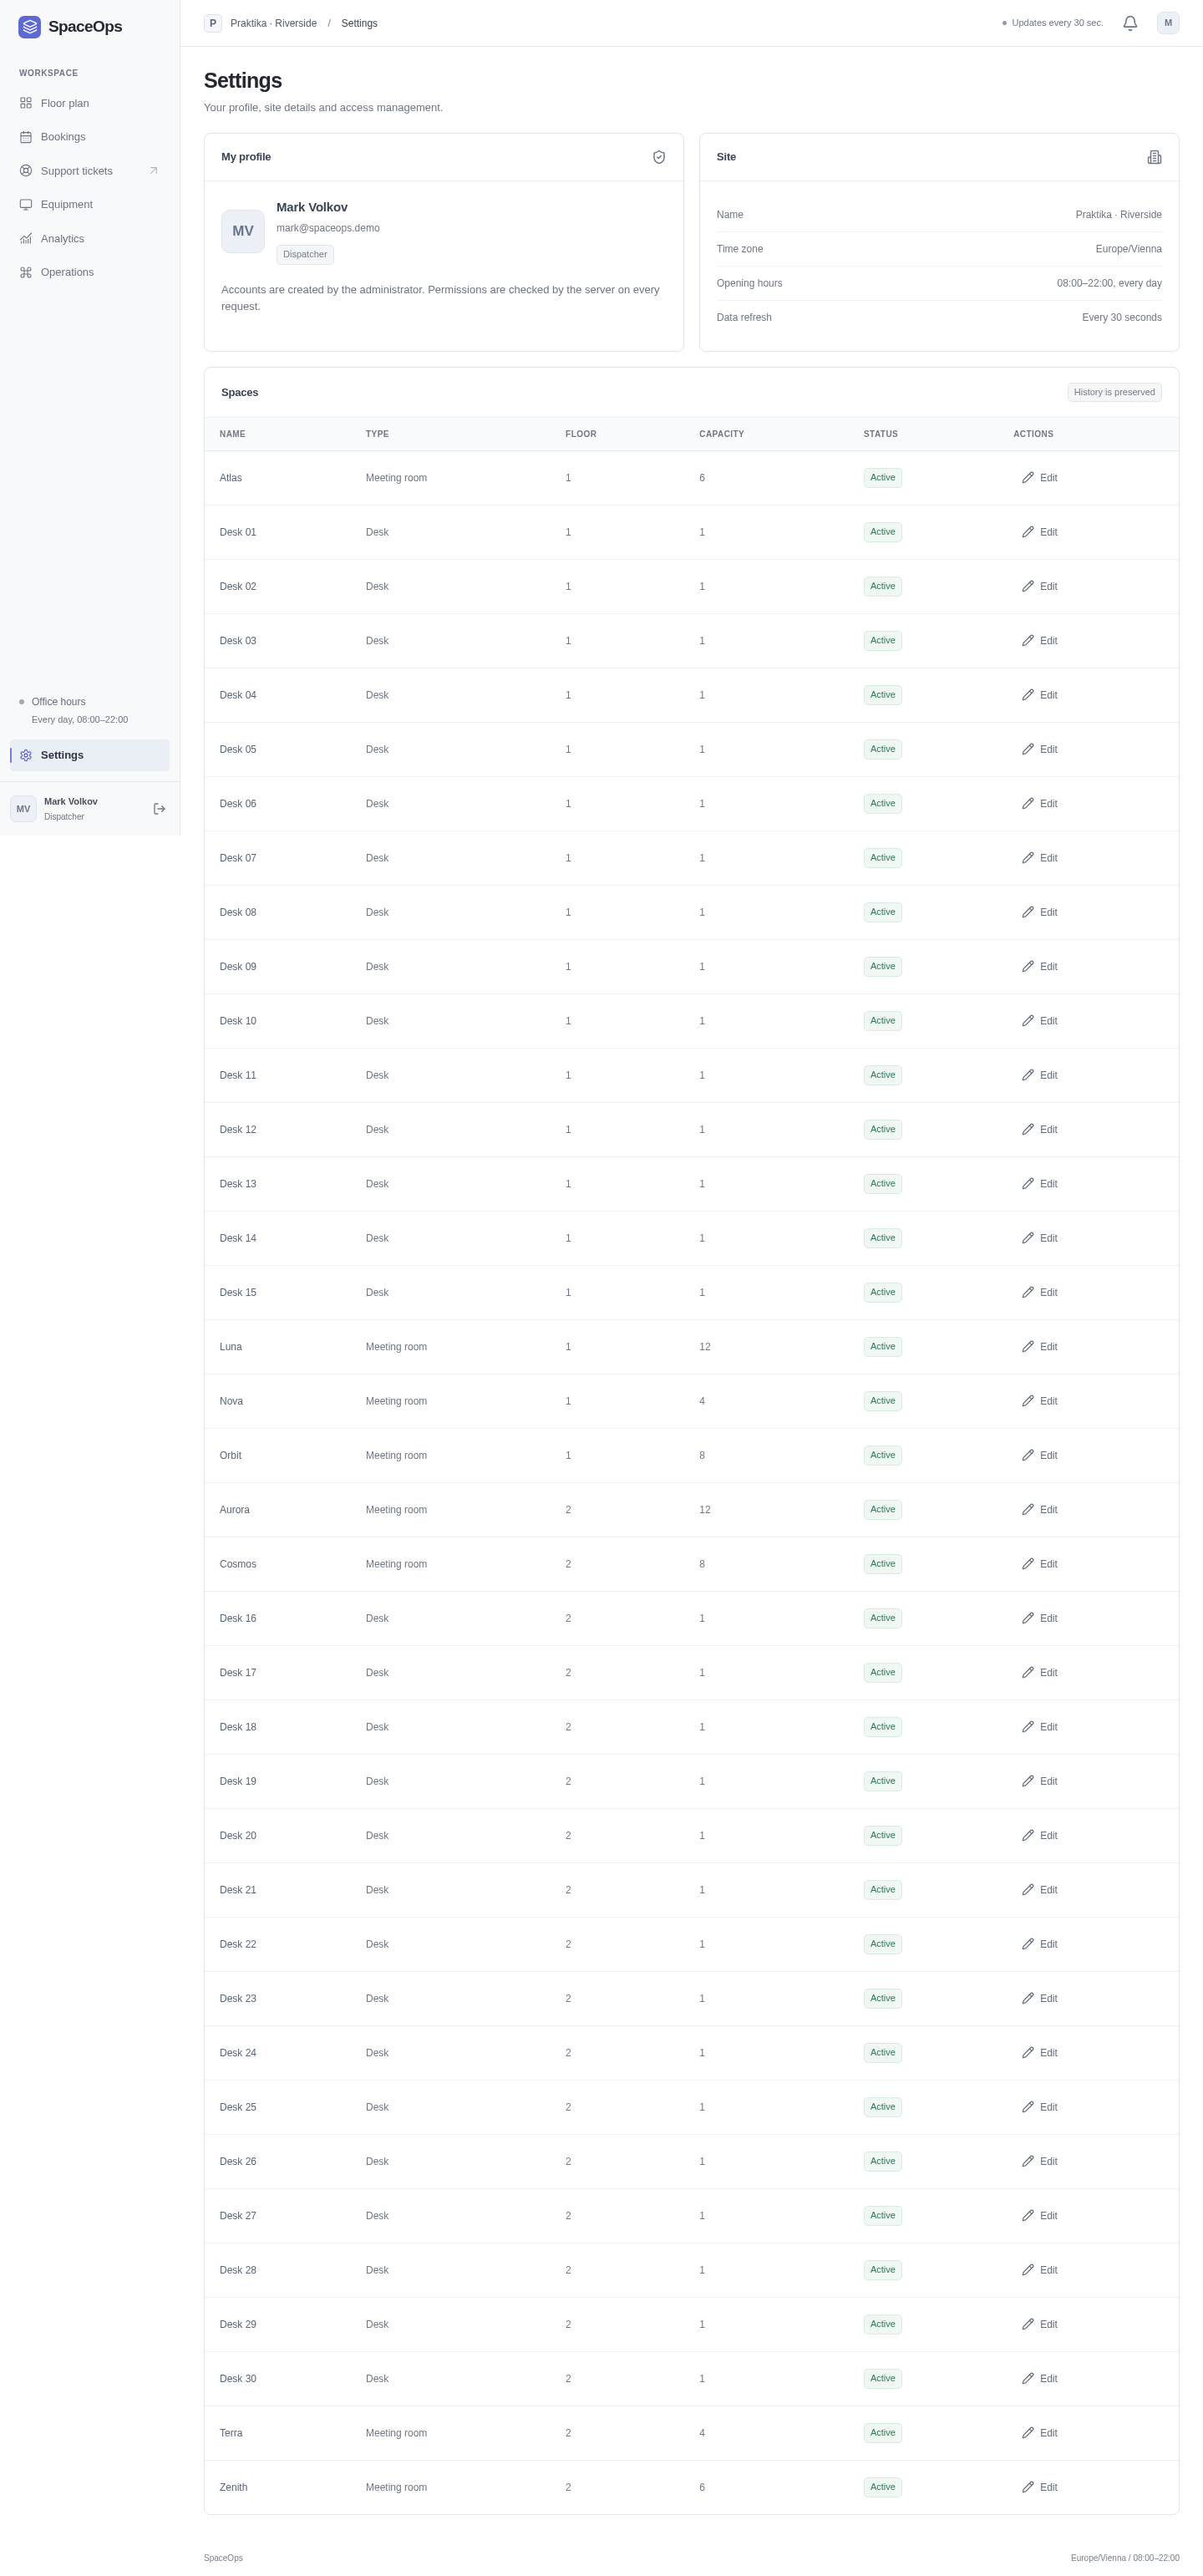 SpaceOps
WORKSPACE
Floor plan
Bookings
Support tickets
Equipment
Analytics
Operations
Office hours
Every day, 08:00–22:00
Settings
MV
Mark Volkov
Dispatcher
P Praktika · Riverside / Settings
Updates every 30 sec.
M
Settings
Your profile, site details and access management.
My profile
MV
Mark Volkov
mark@spaceops.demo
Dispatcher
Accounts are created by the administrator. Permissions are checked by the server on every
request.
Site
Name Praktika · Riverside
Time zone Europe/Vienna
Opening hours 08:00–22:00, every day
Data refresh Every 30 seconds
Spaces History is preserved
NAME TYPE FLOOR CAPACITY STATUS ACTIONS
Atlas Meeting room 1 6 Active Edit
Desk 01 Desk 1 1 Active Edit
Desk 02 Desk 1 1 Active Edit
Desk 03 Desk 1 1 Active Edit
Desk 04 Desk 1 1 Active Edit
Desk 05 Desk 1 1 Active Edit
Desk 06 Desk 1 1 Active Edit
Desk 07 Desk 1 1 Active Edit
Desk 08 Desk 1 1 Active Edit
Desk 09 Desk 1 1 Active Edit
Desk 10 Desk 1 1 Active Edit
Desk 11 Desk 1 1 Active Edit
Desk 12 Desk 1 1 Active Edit
Desk 13 Desk 1 1 Active Edit
Desk 14 Desk 1 1 Active Edit
Desk 15 Desk 1 1 Active Edit
Luna Meeting room 1 12 Active Edit
Nova Meeting room 1 4 Active Edit
Orbit Meeting room 1 8 Active Edit
Aurora Meeting room 2 12 Active Edit
Cosmos Meeting room 2 8 Active Edit
Desk 16 Desk 2 1 Active Edit
Desk 17 Desk 2 1 Active Edit
Desk 18 Desk 2 1 Active Edit
Desk 19 Desk 2 1 Active Edit
Desk 20 Desk 2 1 Active Edit
Desk 21 Desk 2 1 Active Edit
Desk 22 Desk 2 1 Active Edit
Desk 23 Desk 2 1 Active Edit
Desk 24 Desk 2 1 Active Edit
Desk 25 Desk 2 1 Active Edit
Desk 26 Desk 2 1 Active Edit
Desk 27 Desk 2 1 Active Edit
Desk 28 Desk 2 1 Active Edit
Desk 29 Desk 2 1 Active Edit
Desk 30 Desk 2 1 Active Edit
Terra Meeting room 2 4 Active Edit
Zenith Meeting room 2 6 Active Edit
SpaceOps Europe/Vienna / 08:00–22:00